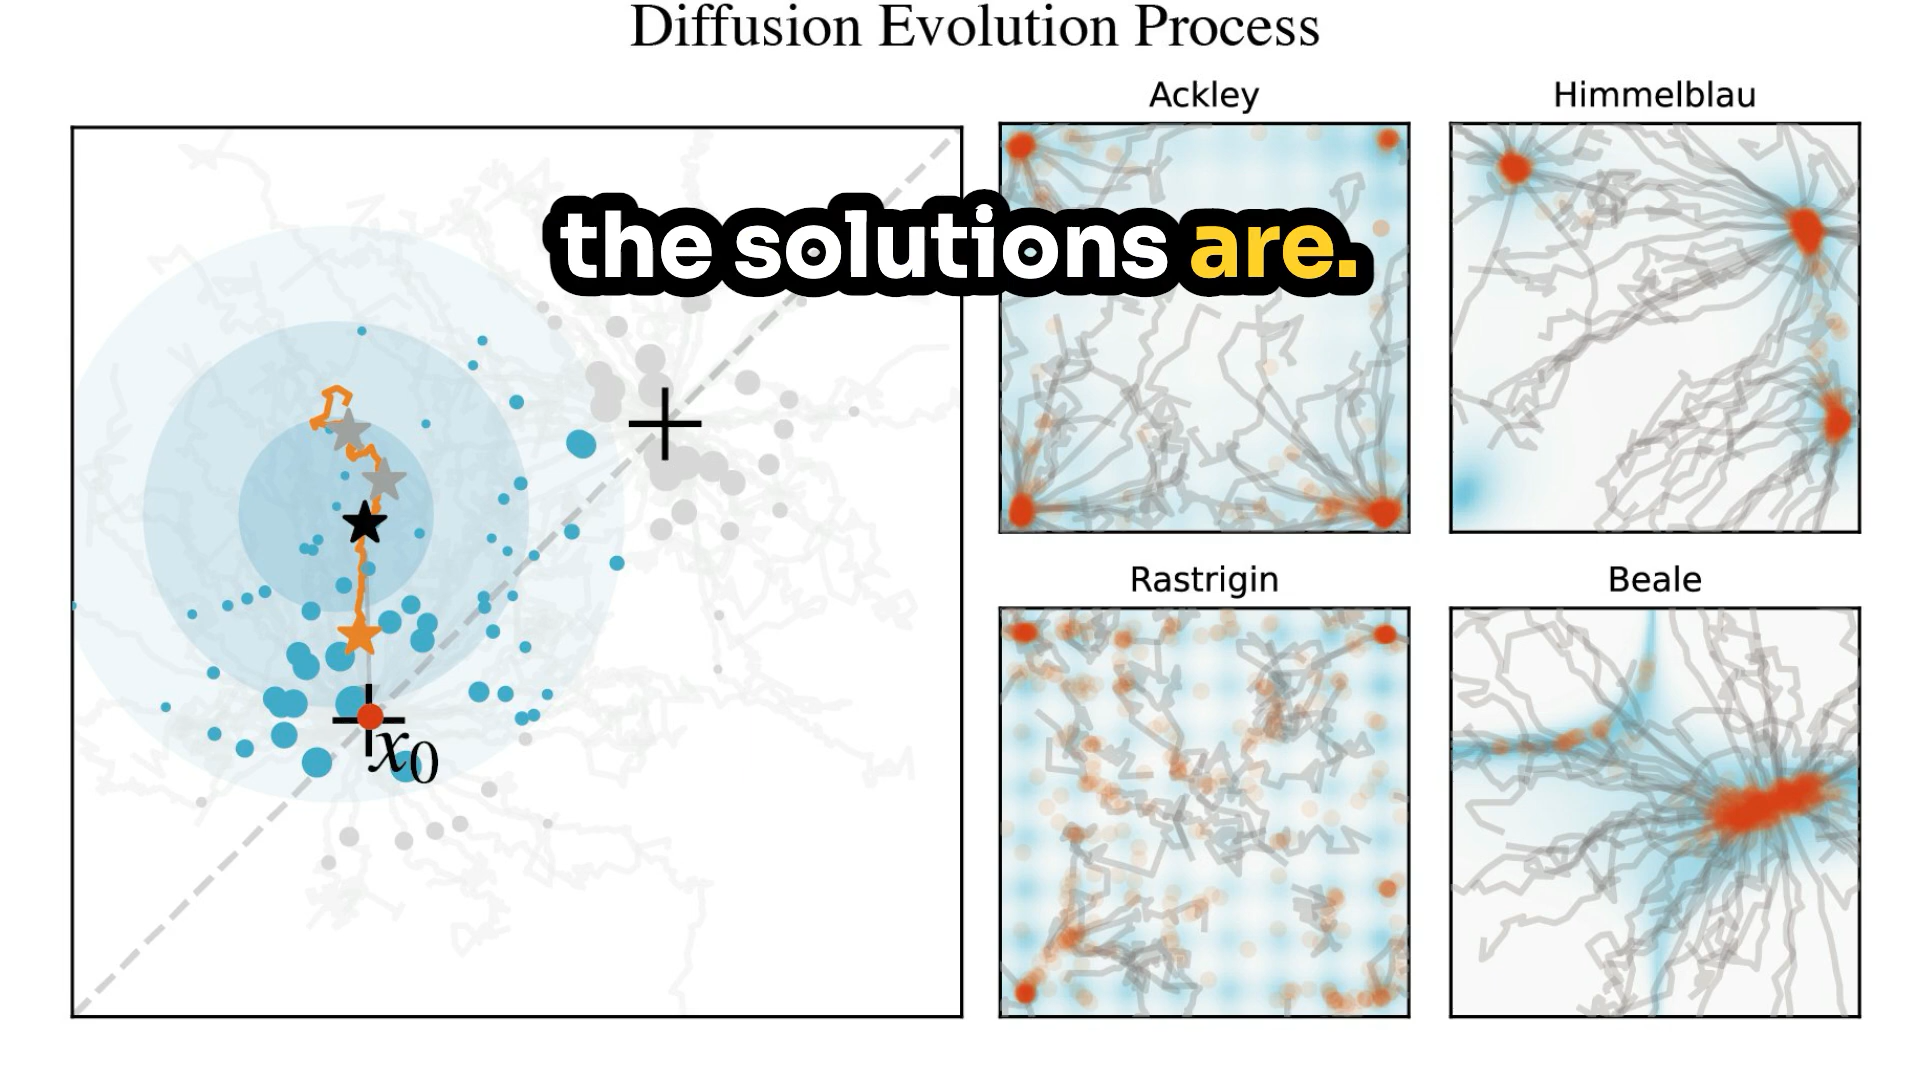 Diffusion Evolution Process
Ackley
Himmelblau
the solutions are.
Rastrigin
Beale
x0